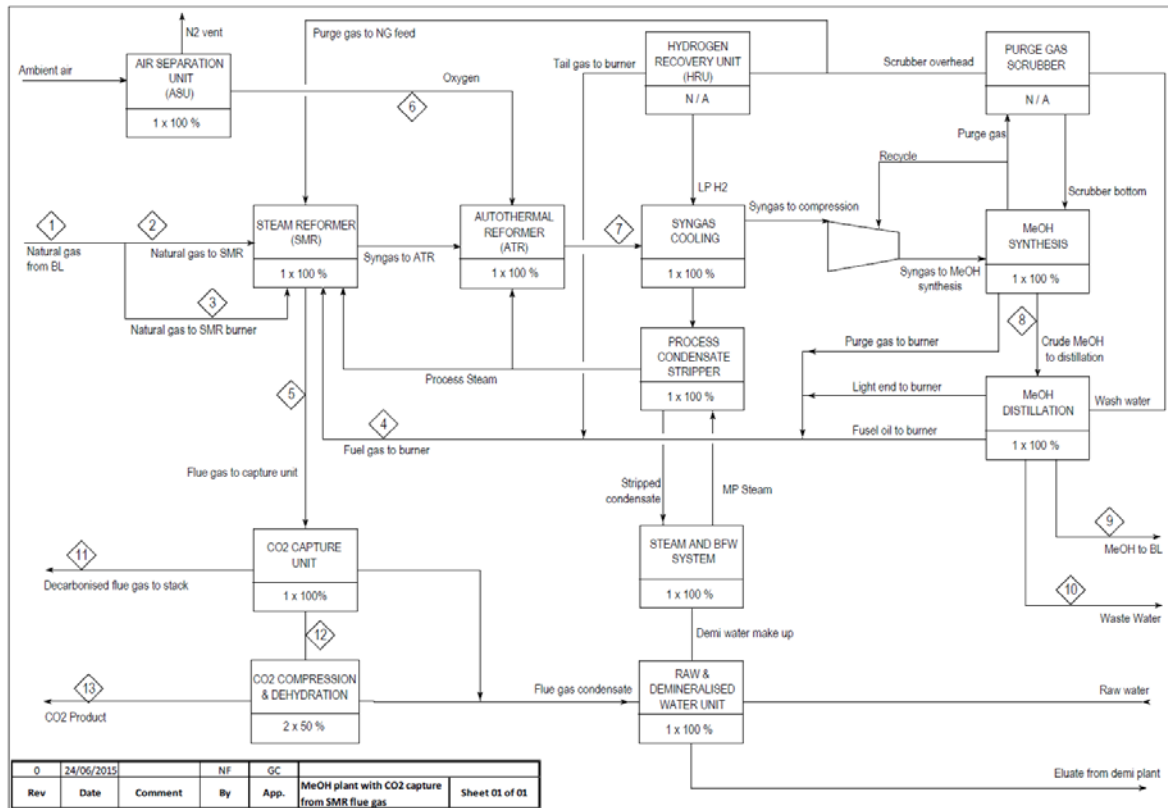 N2 vent
Ambient air
AIR SEPARATION
UNIT
(ASU)
1 x 100 %
Purge gas to NG feed
Oxygen
6
Tail gas to burner
HYDROGEN
RECOVERY UNIT
(HRU)
N / A
Scrubber overhead
PURGE GAS
SCRUBBER
N / A
Purge gas
Recycle
LP H2
Scrubber bottom
1
Natural gas
from BL
2
Natural gas to SMR
3
Natural gas to SMR burner
STEAM REFORMER
(SMR)
1 x 100 %
Syngas to ATR
AUTOTHERMAL
REFORMER
(ATR)
1 x 100 %
7
SYNGAS
COOLING
1 x 100 %
Syngas to compression
Syngas to MeOH
synthesis
MeOH
SYNTHESIS
1 x 100 %
8
Crude MeOH
to distillation
Purge gas to burner
PROCESS
CONDENSATE
STRIPPER
1 x 100 %
Process Steam
Light end to burner
MeOH
DISTILLATION
1 x 100 %
Wash water
Fusel oil to burner
5
4
Fuel gas to burner
Flue gas to capture unit
Stripped
condensate
MP Steam
9
MeOH to BL
10
Waste Water
11
Decarbonised flue gas to stack
CO2 CAPTURE
UNIT
1 x 100%
STEAM AND BFW
SYSTEM
1 x 100 %
12
Demi water make up
13
CO2 Product
CO2 COMPRESSION
& DEHYDRATION
2 x 50 %
Flue gas condensate
RAW &
DEMINERALISED
WATER UNIT
1 x 100 %
Raw water
Eluate from demi plant
0 24/06/2015 NF GC
Rev Date Comment By App. MeOH plant with CO2 capture
from SMR flue gas Sheet 01 of 01